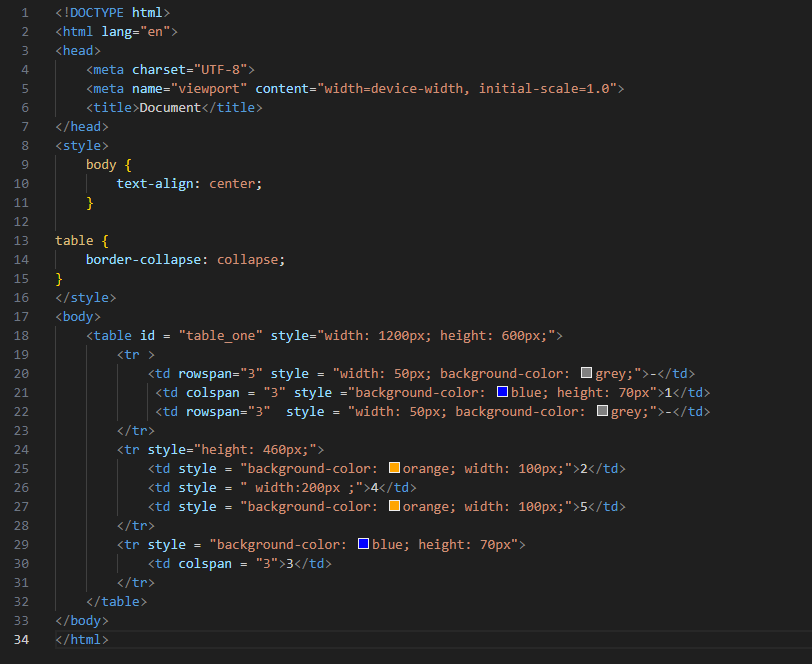 1 <!DOCTYPE html>
2 <html lang="en">
3 <head>
4     <meta charset="UTF-8">
5     <meta name="viewport" content="width=device-width, initial-scale=1.0">
6     <title>Document</title>
7 </head>
8 <style>
9     body {
10         text-align: center;
11     }
12
13 table {
14     border-collapse: collapse;
15 }
16 </style>
17 <body>
18     <table id = "table_one" style="width: 1200px; height: 600px;">
19         <tr >
20             <td rowspan="3" style = "width: 50px; background-color: grey;">-</td>
21              <td colspan = "3" style ="background-color: blue; height: 70px">1</td>
22              <td rowspan="3"  style = "width: 50px; background-color: grey;">-</td>
23         </tr>
24         <tr style="height: 460px;">
25             <td style = "background-color: orange; width: 100px;">2</td>
26             <td style = " width:200px ;">4</td>
27             <td style = "background-color: orange; width: 100px;">5</td>
28         </tr>
29         <tr style = "background-color: blue; height: 70px">
30             <td colspan = "3">3</td>
31         </tr>
32     </table>
33 </body>
34 </html>